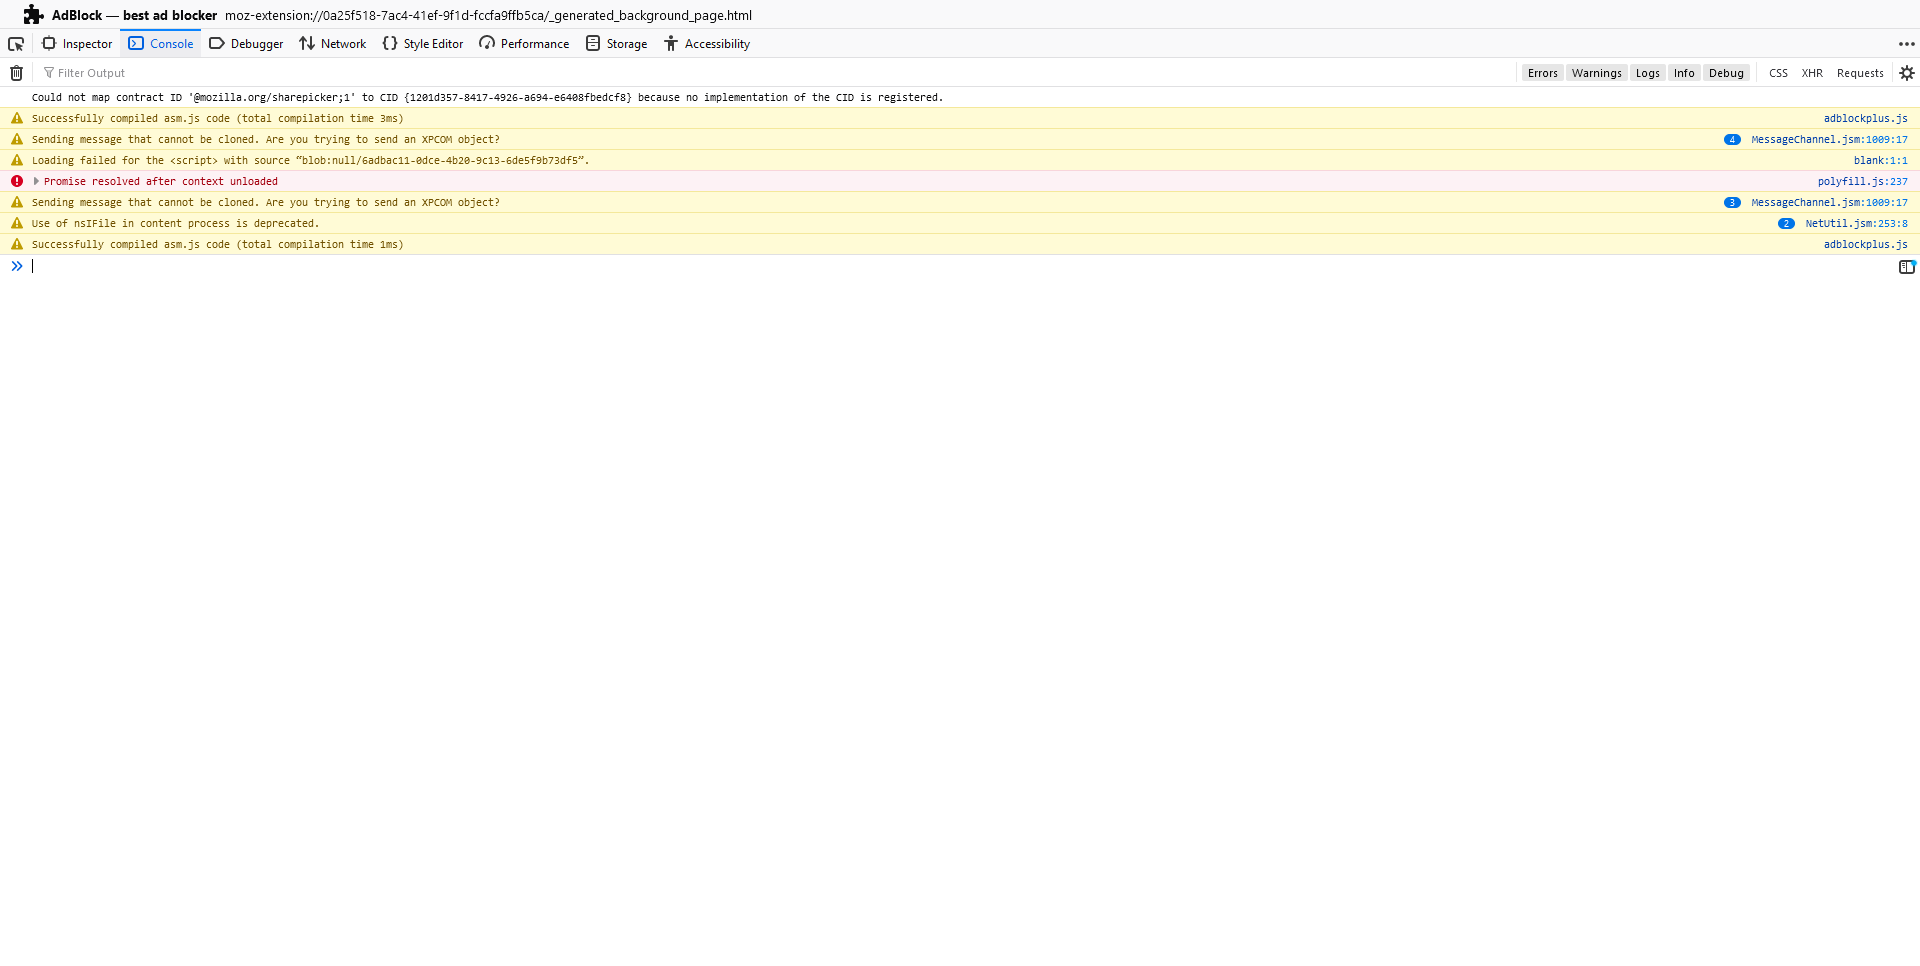 AdBlock — best ad blocker moz-extension://0a25f518-7ac4-41ef-9f1d-fccfa9ffb5ca/_generated_background_page.html
Inspector Console Debugger Network Style Editor Performance Storage Accessibility
Filter Output Errors Warnings Logs Info Debug CSS XHR Requests
Could not map contract ID '@mozilla.org/sharepicker;1' to CID {1201d357-8417-4926-a694-e6408fbedcf8} because no implementation of the CID is registered.
Successfully compiled asm.js code (total compilation time 3ms) adblockplus.js
Sending message that cannot be cloned. Are you trying to send an XPCOM object? 4 MessageChannel.jsm:1009:17
Loading failed for the <script> with source “blob:null/6adbac11-0dce-4b20-9c13-6de5f9b73df5”. blank:1:1
Promise resolved after context unloaded polyfill.js:237
Sending message that cannot be cloned. Are you trying to send an XPCOM object? 3 MessageChannel.jsm:1009:17
Use of nsIFile in content process is deprecated. 2 NetUtil.jsm:253:8
Successfully compiled asm.js code (total compilation time 1ms) adblockplus.js